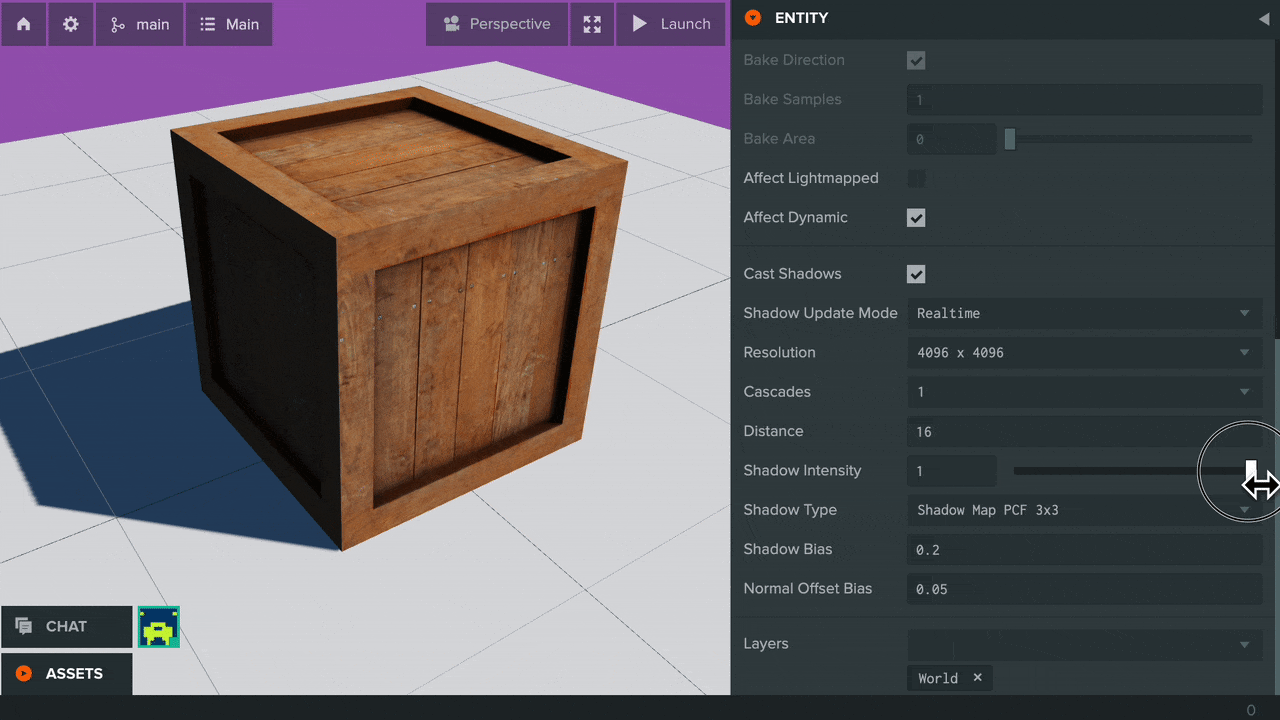 main
Main
Perspective
Launch
ENTITY
Bake Direction
Bake Samples
1
Bake Area
0
Affect Lightmapped
Affect Dynamic
Cast Shadows
Shadow Update Mode
Realtime
Resolution
4096 x 4096
Cascades
1
Distance
16
Shadow Intensity
1
Shadow Type
Shadow Map PCF 3x3
Shadow Bias
0.2
Normal Offset Bias
0.05
Layers
World ×
CHAT
ASSETS
0